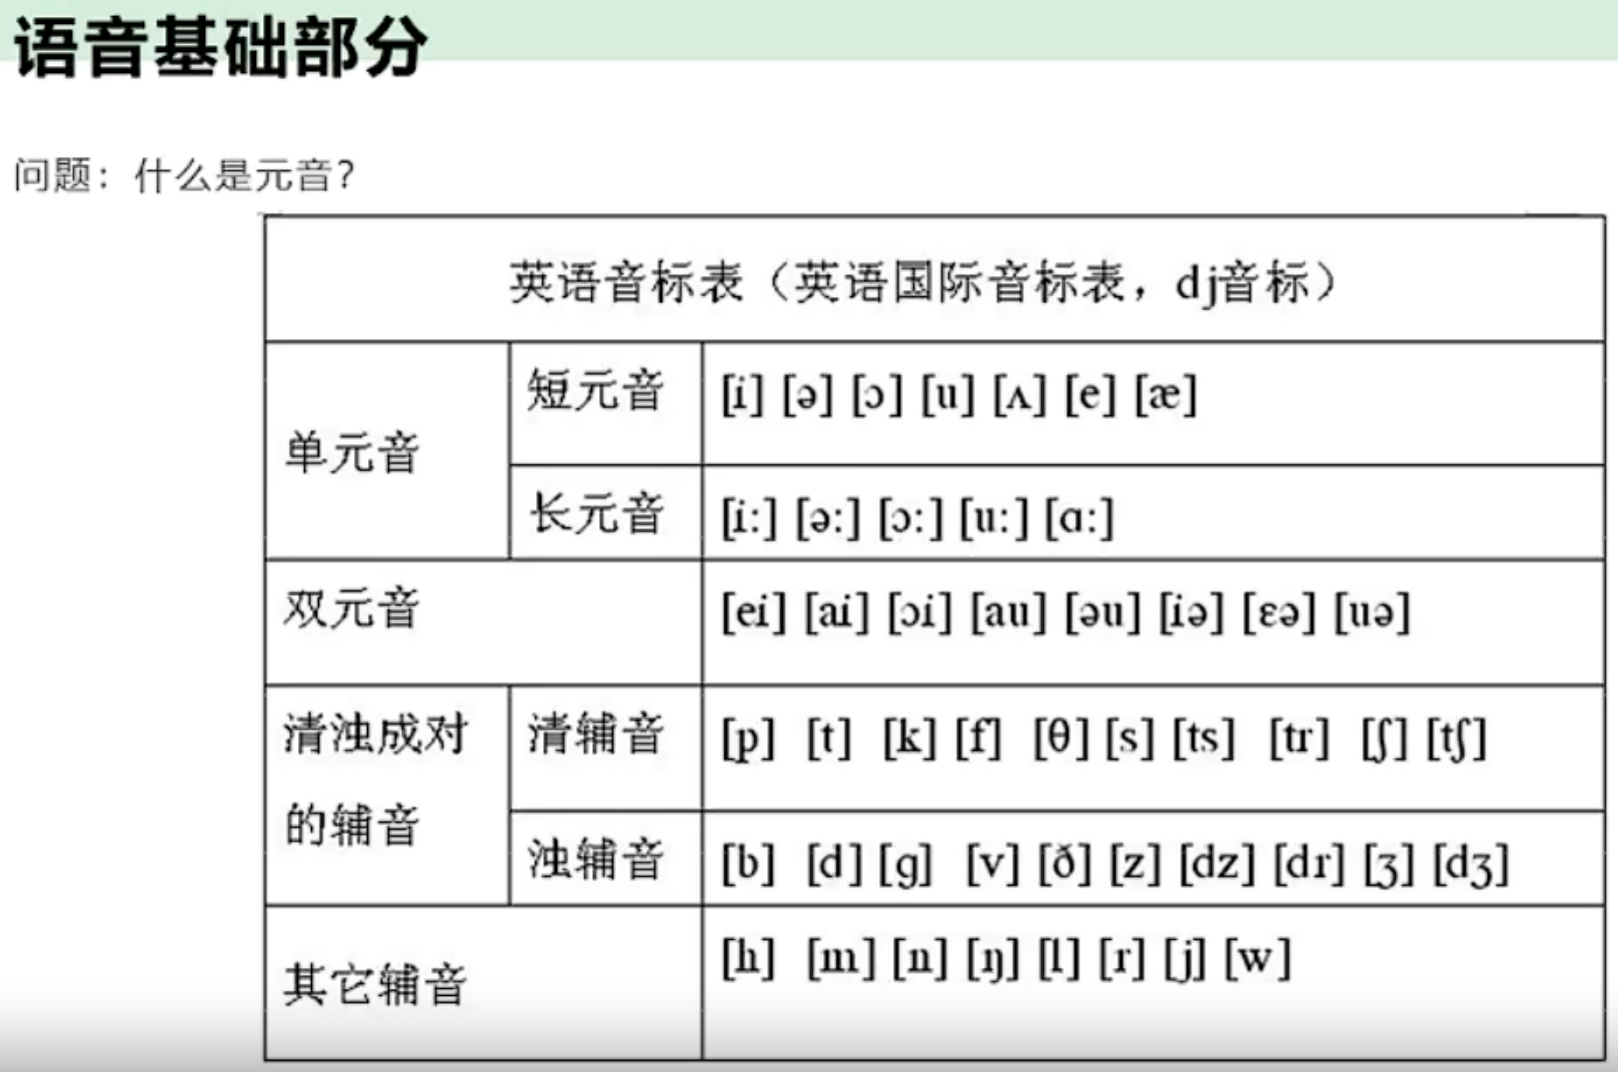 语音基础部分
问题：什么是元音?
英语音标表（英语国际音标表，dj音标）
单元音
短元音
[i] [ə] [ɔ] [u] [ʌ] [e] [æ]
长元音
[i:] [ə:] [ɔ:] [u:] [ɑ:]
双元音
[ei] [ai] [ɔi] [au] [əu] [iə] [ɛə] [uə]
清浊成对
的辅音
清辅音
[p] [t] [k] [f] [θ] [s] [ts] [tr] [ʃ] [tʃ]
浊辅音
[b] [d] [g] [v] [ð] [z] [dz] [dr] [ʒ] [dʒ]
其它辅音
[h] [m] [n] [ŋ] [l] [r] [j] [w]